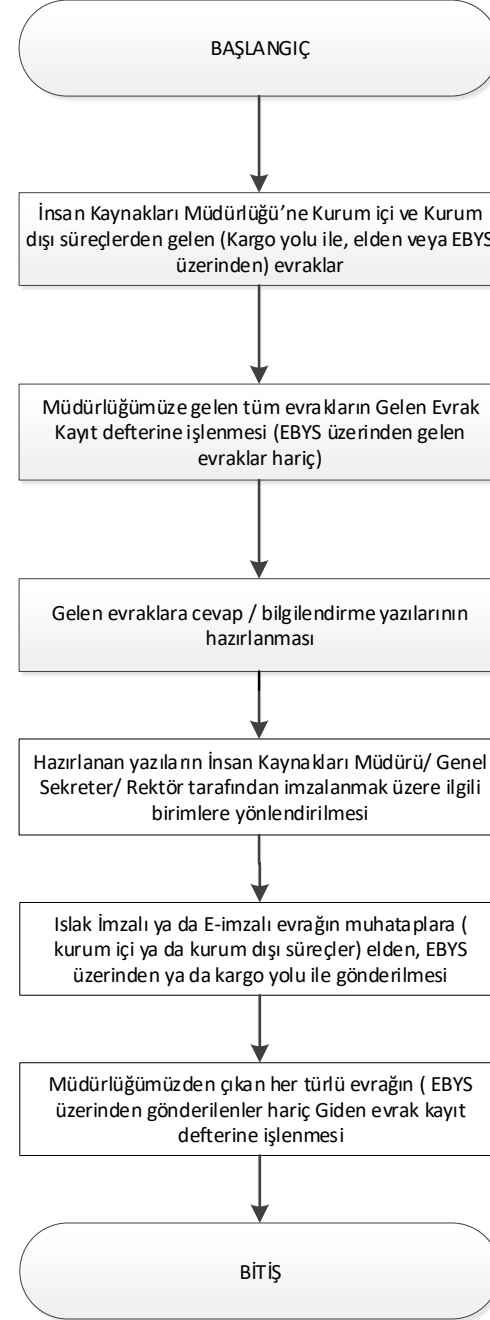 BAŞLANGIÇ
İnsan Kaynakları Müdürlüğü’ne Kurum içi ve Kurum
dışı süreçlerden gelen (Kargo yolu ile, elden veya EBYS
üzerinden) evraklar
Müdürlüğümüze gelen tüm evrakların Gelen Evrak
Kayıt defterine işlenmesi (EBYS üzerinden gelen
evraklar hariç)
Gelen evraklara cevap / bilgilendirme yazılarının
hazırlanması
Hazırlanan yazıların İnsan Kaynakları Müdürü/ Genel
Sekreter/ Rektör tarafından imzalanmak üzere ilgili
birimlere yönlendirilmesi
Islak İmzalı ya da E-imzalı evrağın muhataplara (
kurum içi ya da kurum dışı süreçler) elden, EBYS
üzerinden ya da kargo yolu ile gönderilmesi
Müdürlüğümüzden çıkan her türlü evrağın ( EBYS
üzerinden gönderilenler hariç Giden evrak kayıt
defterine işlenmesi
BİTİŞ